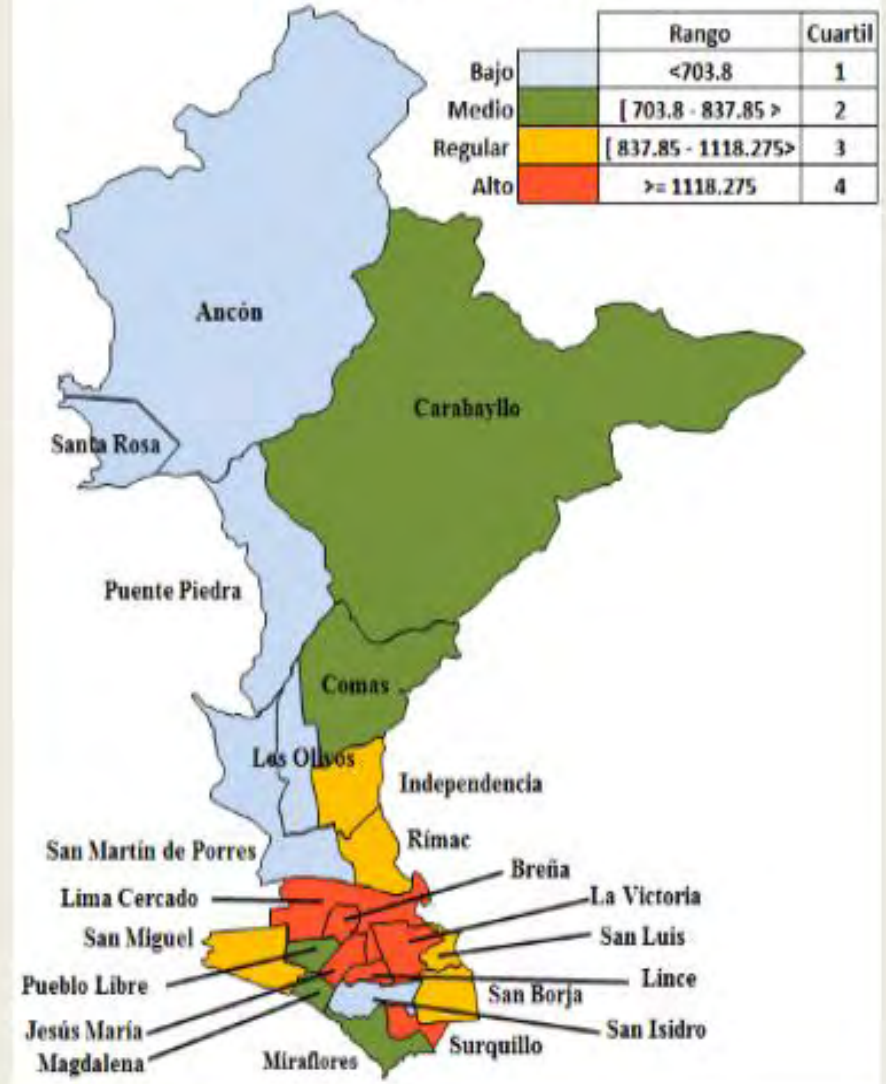 Rango Cuartil
Bajo <703.8 1
Medio [ 703.8 - 837.85 > 2
Regular [ 837.85 - 1118.275> 3
Alto >= 1118.275 4
Ancón
Carabayllo
Santa Rosa
Puente Piedra
Comas
Los Olivos
Independencia
Rímac
San Martín de Porres
Breña
Lima Cercado
La Victoria
San Miguel
San Luis
Pueblo Libre
Lince
San Borja
Jesús María
San Isidro
Surquillo
Magdalena
Miraflores